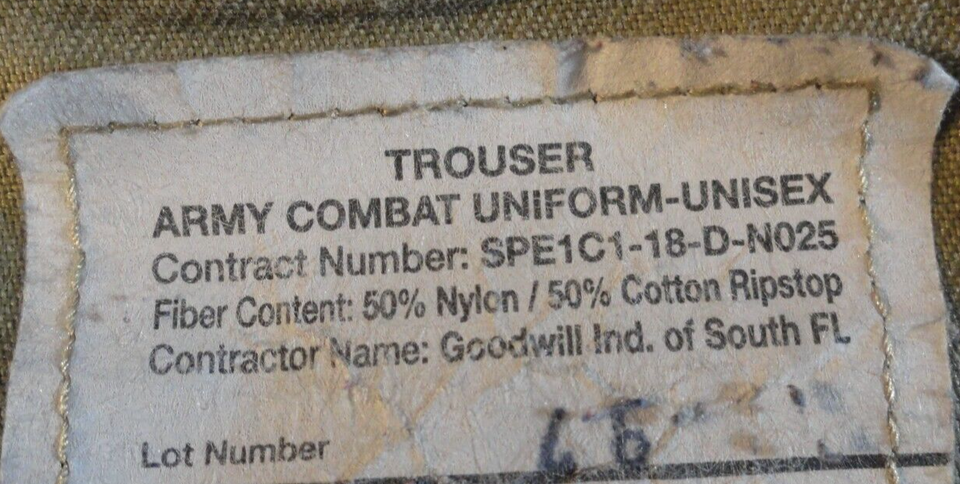 TROUSER
ARMY COMBAT UNIFORM-UNISEX
Contract Number: SPE1C1-18-D-N025
Fiber Content: 50% Nylon / 50% Cotton Ripstop
Contractor Name: Goodwill Ind. of South FL
Lot Number